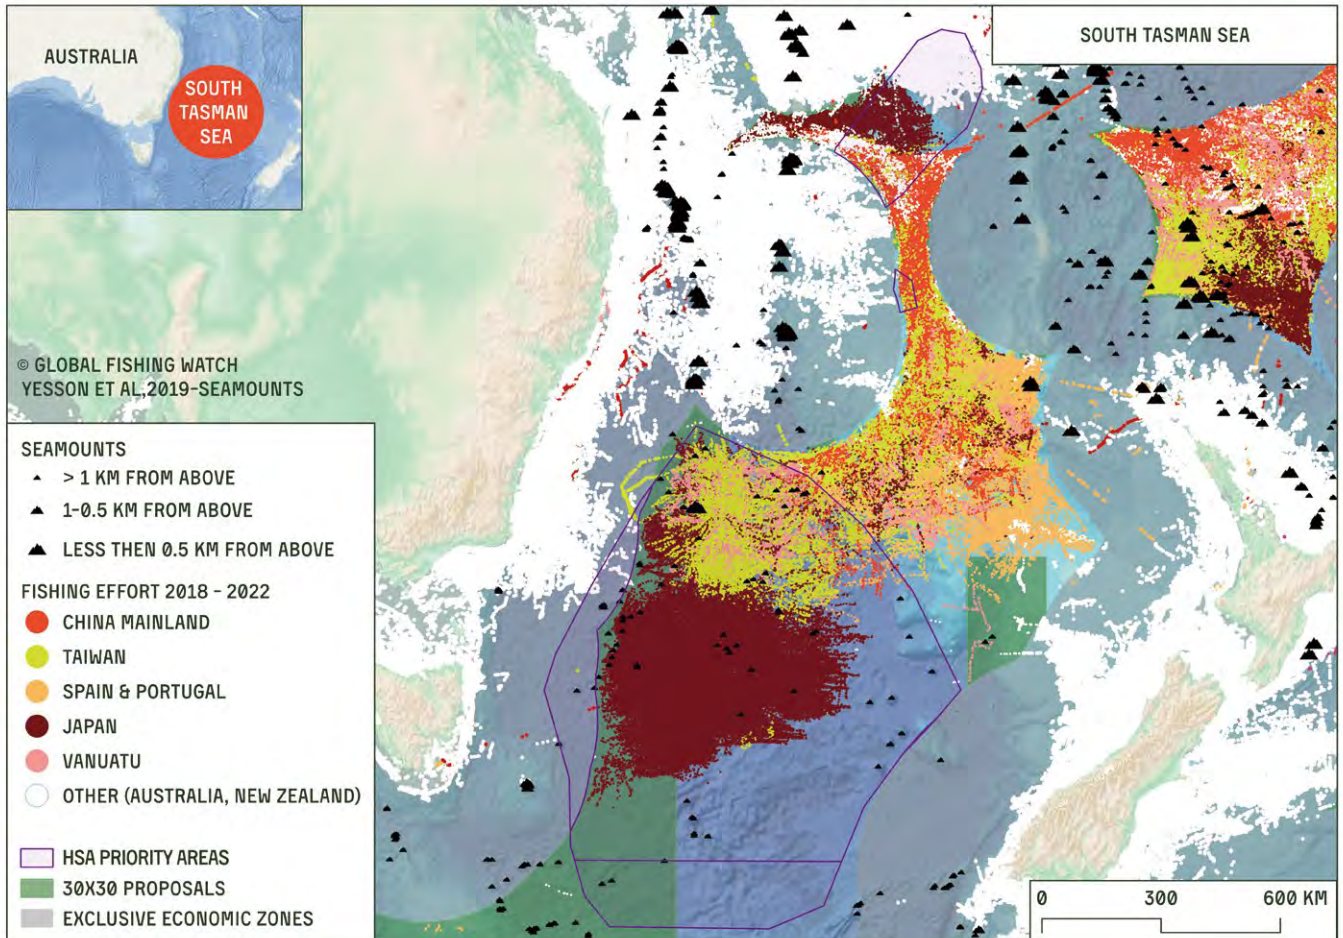 AUSTRALIA
SOUTH
TASMAN
SEA
SOUTH TASMAN SEA
© GLOBAL FISHING WATCH
YESSON ET AL,2019-SEAMOUNTS
SEAMOUNTS
> 1 KM FROM ABOVE
1-0.5 KM FROM ABOVE
LESS THEN 0.5 KM FROM ABOVE
FISHING EFFORT 2018 - 2022
CHINA MAINLAND
TAIWAN
SPAIN & PORTUGAL
JAPAN
VANUATU
OTHER (AUSTRALIA, NEW ZEALAND)
HSA PRIORITY AREAS
30X30 PROPOSALS
EXCLUSIVE ECONOMIC ZONES
0 300 600 KM